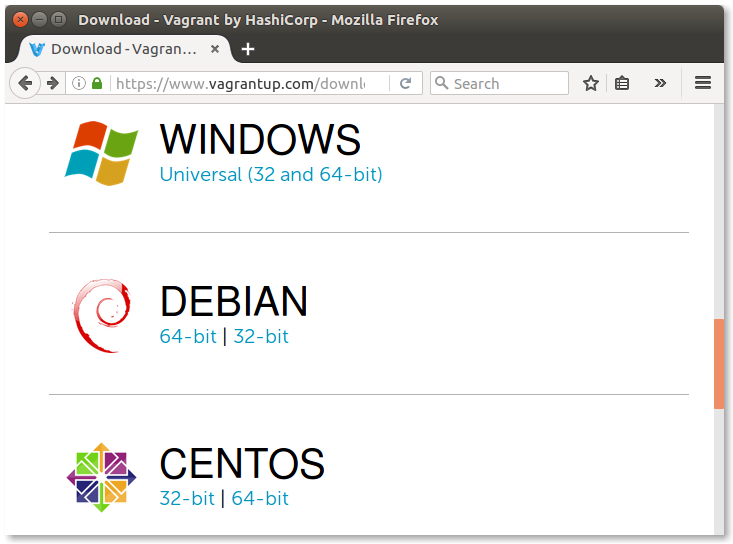 Download - Vagrant by HashiCorp - Mozilla Firefox
Download - Vagran…
https://www.vagrantup.com/downl
Search
WINDOWS
Universal (32 and 64-bit)
DEBIAN
64-bit | 32-bit
CENTOS
32-bit | 64-bit